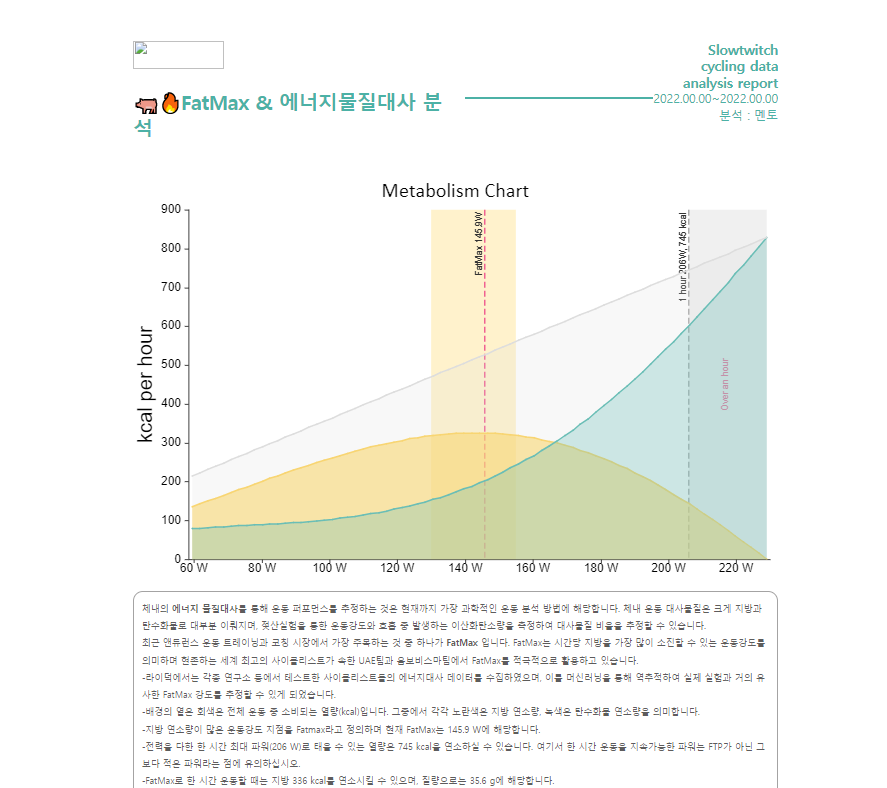 Slowtwitch
cycling data
analysis report
2022.00.00~2022.00.00
분석 : 멘토
FatMax & 에너지물질대사 분
석
Metabolism Chart
kcal per hour
900
800
700
600
500
400
300
200
100
0
FatMax 145.9W
1 hour 206W, 745 kcal
Over an hour
60 W
80 W
100 W
120 W
140 W
160 W
180 W
200 W
220 W
체내의 에너지 물질대사를 통해 운동 퍼포먼스를 추정하는 것은 현재까지 가장 과학적인 운동 분석 방법에 해당합니다. 체내 운동 대사물질은 크게 지방과
탄수화물로 대부분 이뤄지며, 젖산실험을 통한 운동강도와 호흡 중 발생하는 이산화탄소량을 측정하여 대사물질 비율을 추정할 수 있습니다.
최근 엔듀런스 운동 트레이닝과 코칭 시장에서 가장 주목하는 것 중 하나가 FatMax 입니다. FatMax는 시간당 지방을 가장 많이 소진할 수 있는 운동강도를
의미하며 현존하는 세계 최고의 사이클리스트가 속한 UAE팀과 윰보비스마팀에서 FatMax를 적극적으로 활용하고 있습니다.
-라이덕에서는 각종 연구소 등에서 테스트한 사이클리스트들의 에너지대사 데이터를 수집하였으며, 이를 머신러닝을 통해 역추적하여 실제 실험과 거의 유
사한 FatMax 강도를 추정할 수 있게 되었습니다.
-배경의 옅은 회색은 전체 운동 중 소비되는 열량(kcal)입니다. 그중에서 각각 노란색은 지방 연소량, 녹색은 탄수화물 연소량을 의미합니다.
-지방 연소량이 많은 운동강도 지점을 Fatmax라고 정의하며 현재 FatMax는 145.9 W에 해당합니다.
-전력을 다한 한 시간 최대 파워(206 W)로 태울 수 있는 열량은 745 kcal을 연소하실 수 있습니다. 여기서 한 시간 운동을 지속가능한 파워는 FTP가 아닌 그
보다 적은 파워라는 점에 유의하십시오.
-FatMax로 한 시간 운동할 때는 지방 336 kcal를 연소시킬 수 있으며, 질량으로는 35.6 g에 해당합니다.